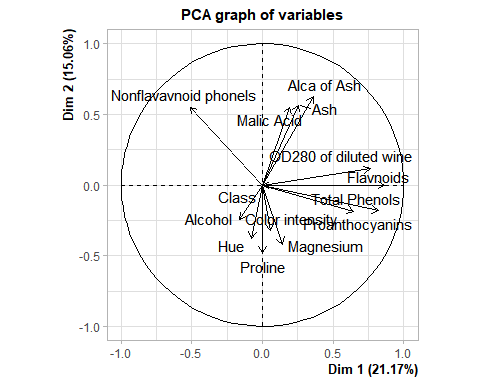 PCA graph of variables
Dim 2 (15.06%)
1.0
0.5
0.0
-0.5
-1.0
Alca of Ash
Nonflavavnoid phonels
Ash
Malic Acid
OD280 of diluted wine
Flavnoids
Class
Total Phenols
Alcohol
Color intensity
Proanthocyanins
Hue
Magnesium
Proline
-1.0
-0.5
0.0
0.5
1.0
Dim 1 (21.17%)